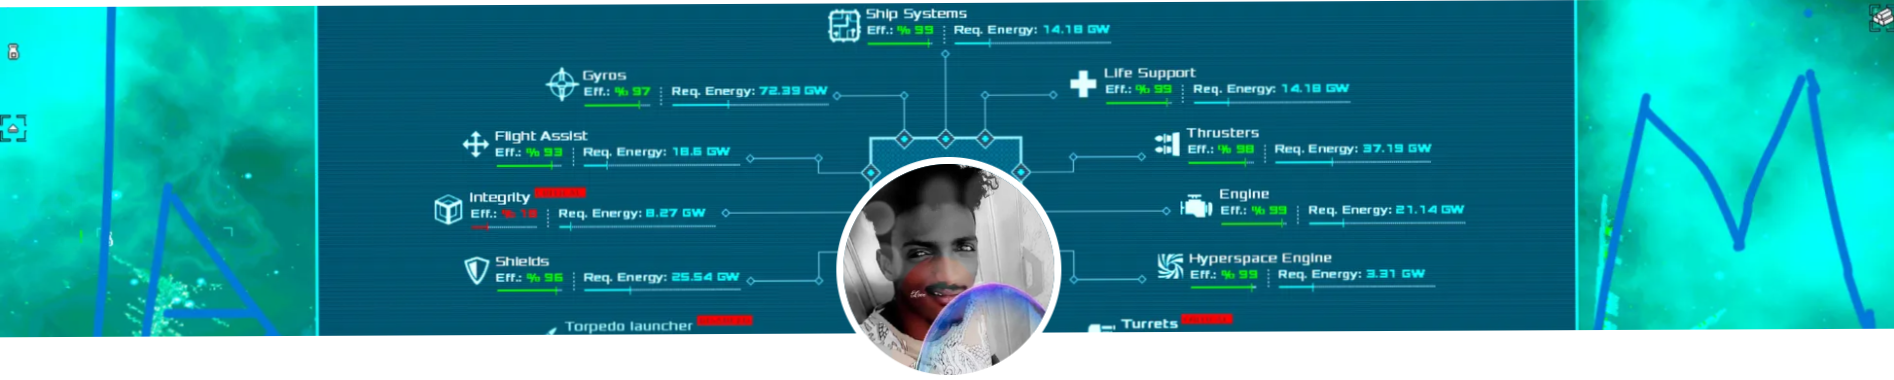 Ship Systems
Eff.: % 99 Req. Energy: 14.18 GW
Gyros
Eff.: % 97 Req. Energy: 72.39 GW
Life Support
Eff.: % 99 Req. Energy: 14.18 GW
Flight Assist
Eff.: % 93 Req. Energy: 18.6 GW
Thrusters
Eff.: % 98 Req. Energy: 37.19 GW
Integrity
Eff.: % 18 Req. Energy: 8.27 GW
Engine
Eff.: % 99 Req. Energy: 21.14 GW
Shields
Eff.: % 96 Req. Energy: 25.54 GW
Hyperspace Engine
Eff.: % 99 Req. Energy: 3.31 GW
Torpedo launcher
Turrets
I A M